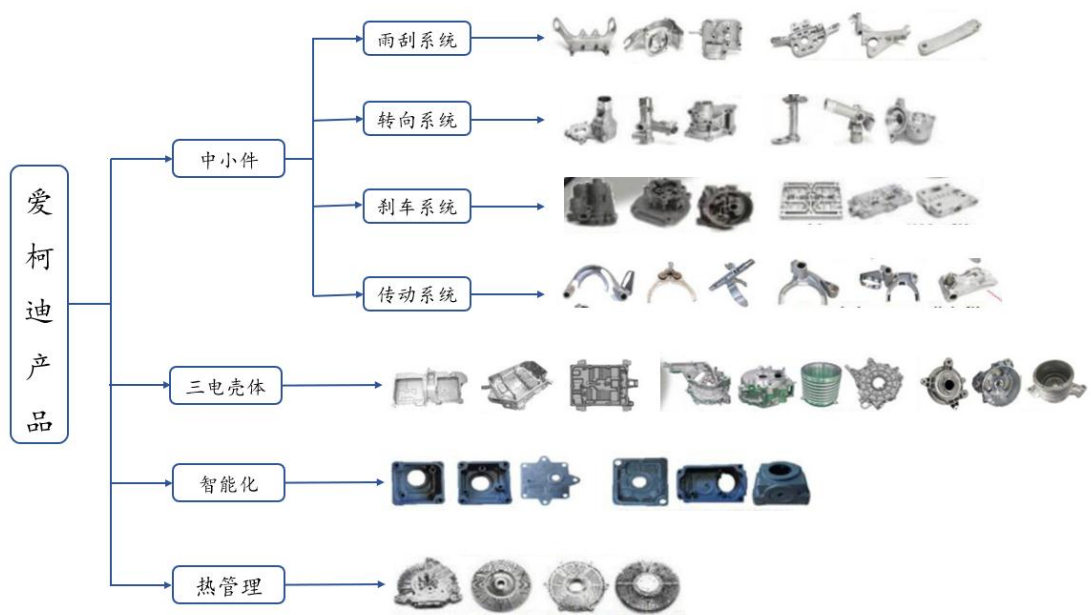 爱柯迪产品
中小件
雨刮系统
转向系统
刹车系统
传动系统
三电壳体
智能化
热管理